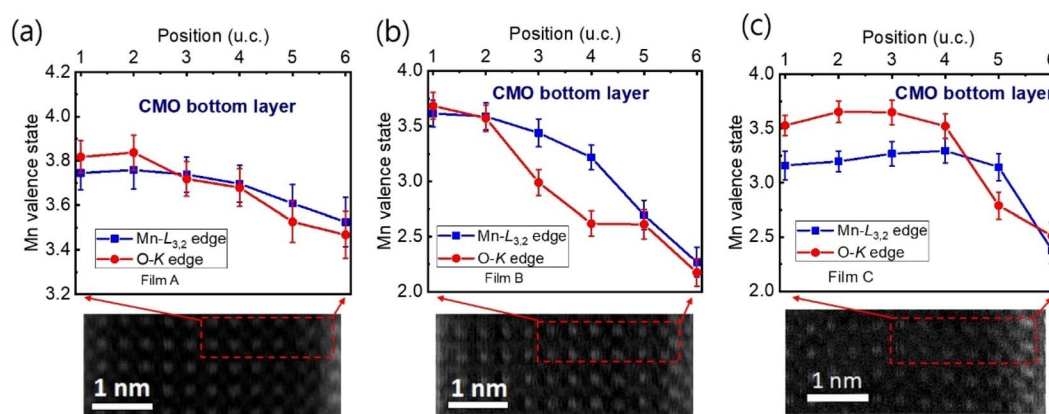 (a)
Position (u.c.)
1 2 3 4 5 6
4.2
4.0
3.8
3.6
3.4
3.2
Mn valence state
CMO bottom layer
Mn-L3,2 edge
O-K edge
Film A
1 nm
(b)
Position (u.c.)
1 2 3 4 5 6
4.0
3.5
3.0
2.5
2.0
Mn valence state
CMO bottom layer
Mn-L3,2 edge
O-K edge
Film B
1 nm
(c)
Position (u.c.)
1 2 3 4 5 6
4.0
3.5
3.0
2.5
2.0
Mn valence state
CMO bottom layer
Mn-L3,2 edge
O-K edge
Film C
1 nm